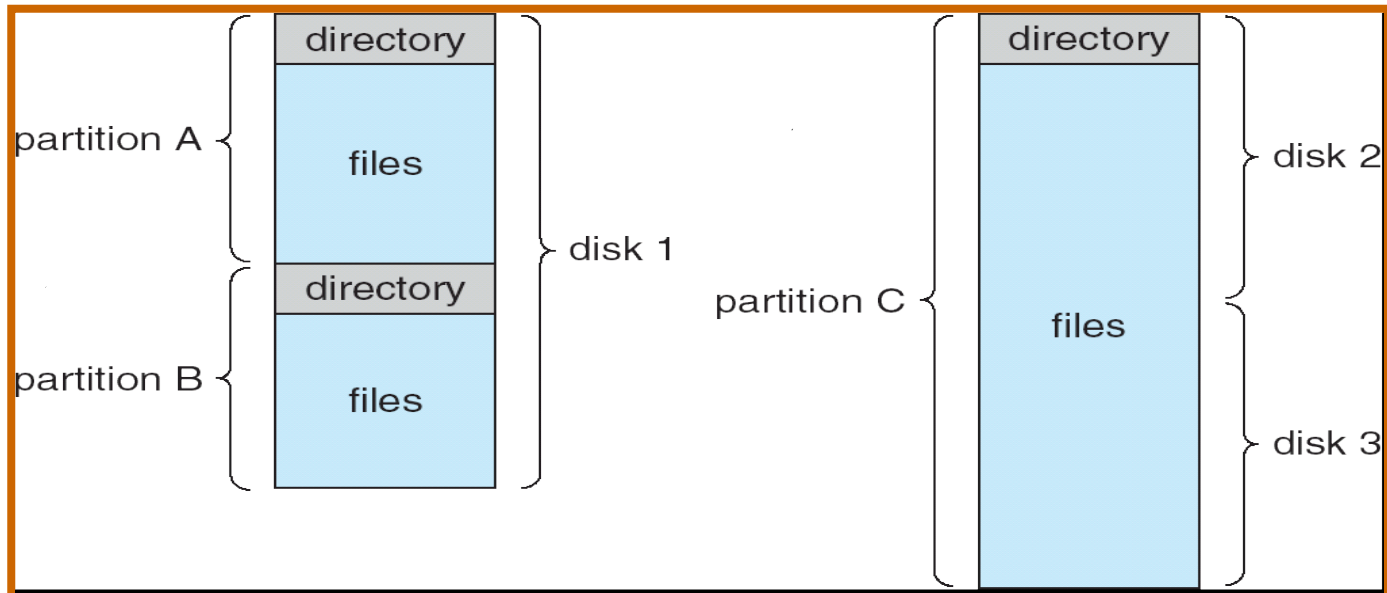 directory
partition A
files
disk 1
directory
partition B
files
directory
disk 2
partition C
files
disk 3